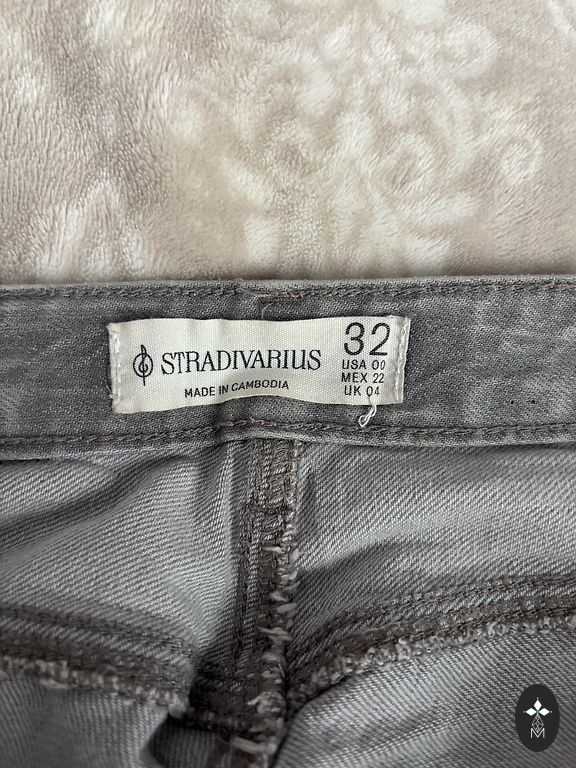 STRADIVARIUS
MADE IN CAMBODIA
32
USA 00
MEX 22
UK 04
M